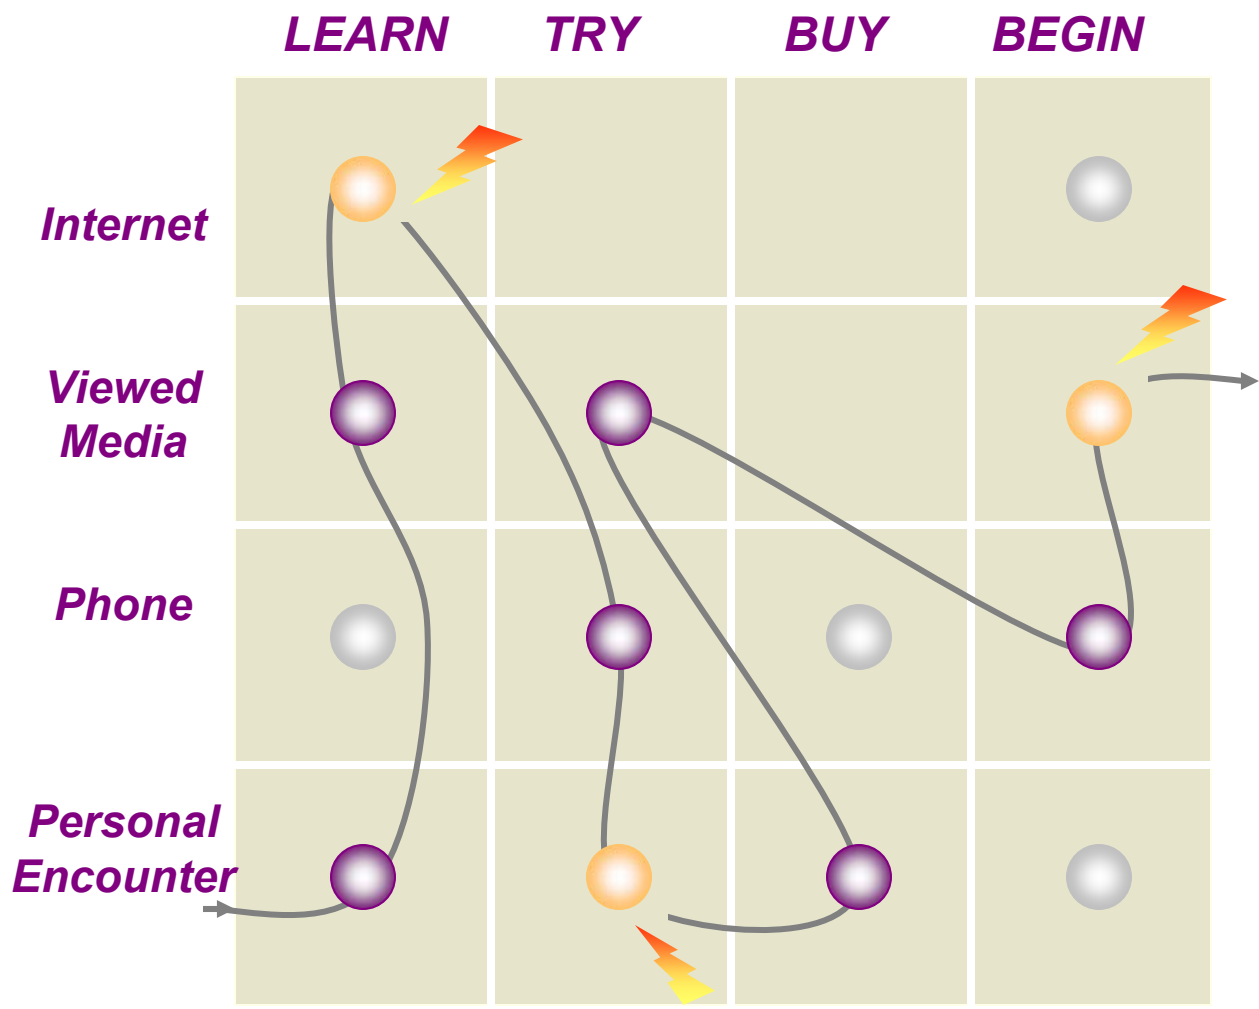 LEARN TRY BUY BEGIN
Internet
Viewed
Media
Phone
Personal
Encounter